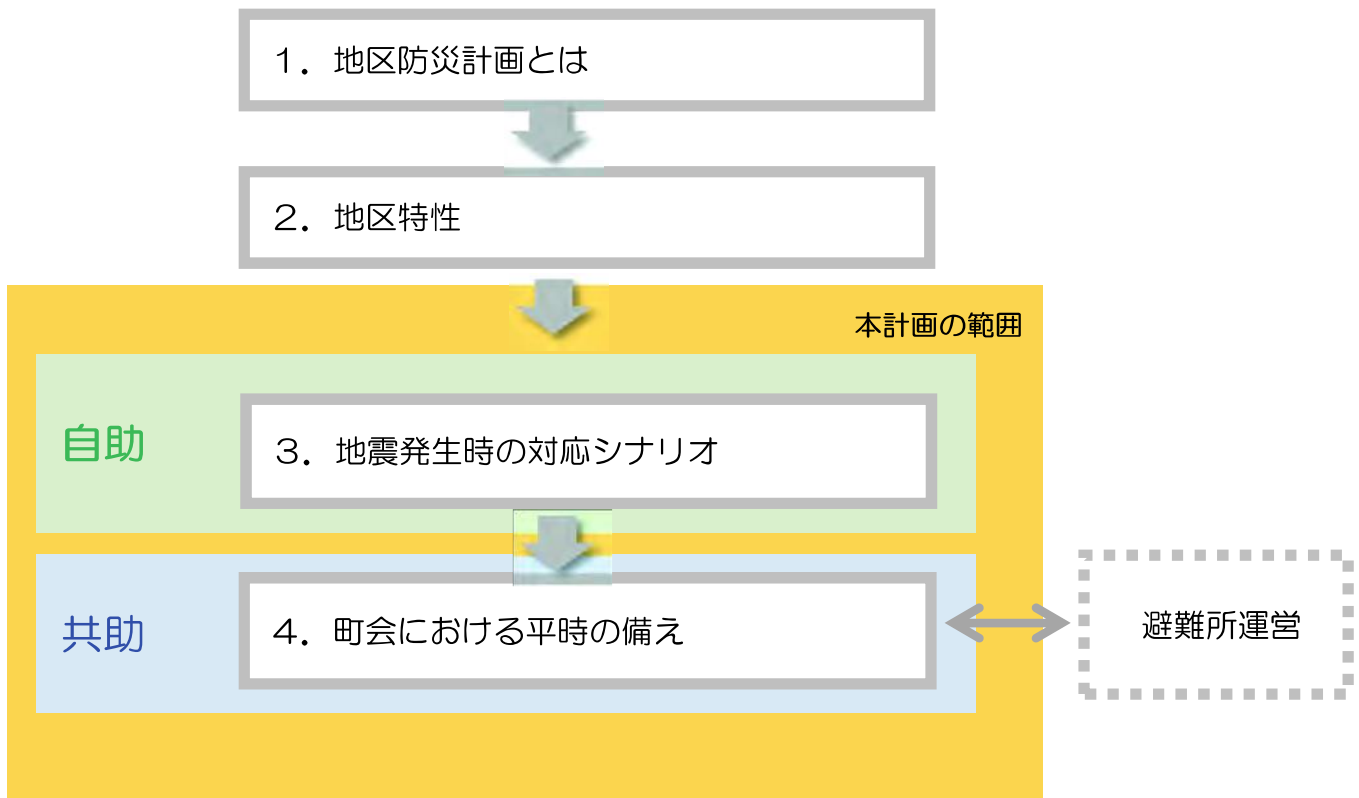 １．地区防災計画とは
２．地区特性
本計画の範囲
自助
３．地震発生時の対応シナリオ
共助
４．町会における平時の備え
避難所運営